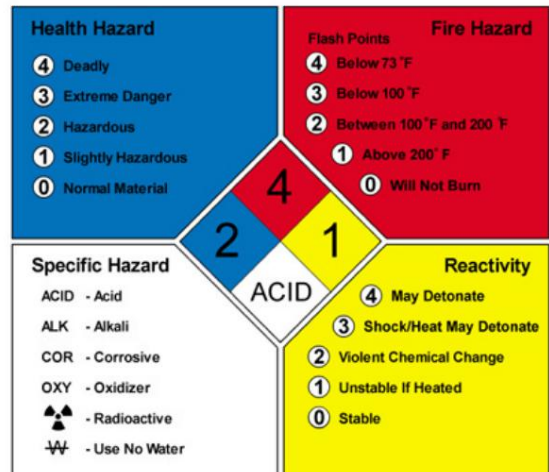 Health Hazard
4 Deadly
3 Extreme Danger
2 Hazardous
1 Slightly Hazardous
0 Normal Material
Fire Hazard
Flash Points
4 Below 73 °F
3 Below 100 °F
2 Between 100 °F and 200 °F
1 Above 200° F
0 Will Not Burn
4
2
1
ACID
Specific Hazard
ACID - Acid
ALK - Alkali
COR - Corrosive
OXY - Oxidizer
- Radioactive
W - Use No Water
Reactivity
4 May Detonate
3 Shock/Heat May Detonate
2 Violent Chemical Change
1 Unstable If Heated
0 Stable